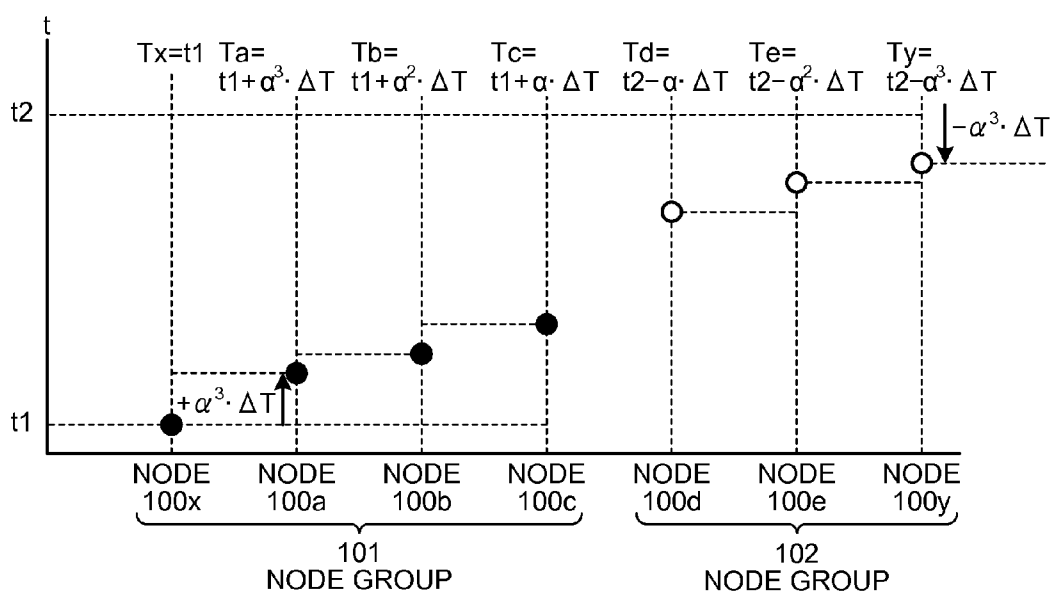 t
Tx=t1 Ta= Tb= Tc= Td= Te= Ty=
t1+α³· ΔT t1+α²· ΔT t1+α· ΔT t2−α· ΔT t2−α²· ΔT t2−α³· ΔT
t2
−α³· ΔT
+α³· ΔT
t1
NODE NODE NODE NODE NODE NODE NODE
100x 100a 100b 100c 100d 100e 100y
101 102
NODE GROUP NODE GROUP